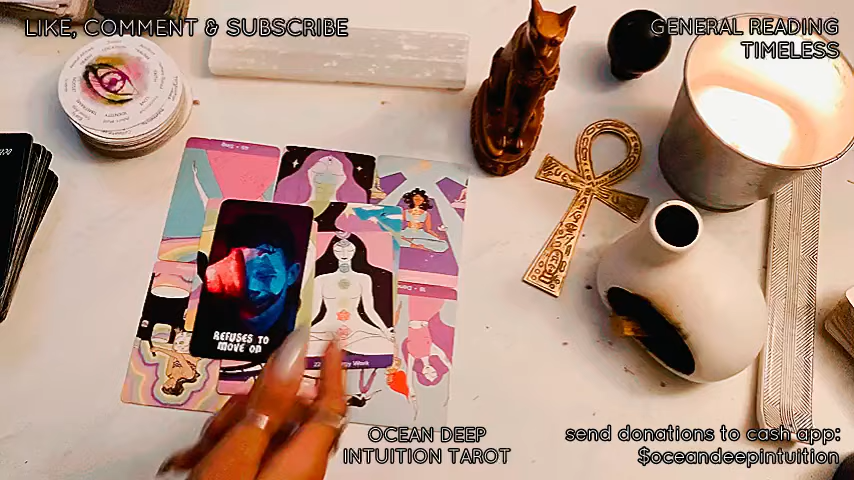 LIKE, COMMENT & SUBSCRIBE
GENERAL READING
TIMELESS
REFUSES TO
MOVE ON
OCEAN DEEP
INTUITION TAROT
send donations to cash app:
$oceandeepintuition